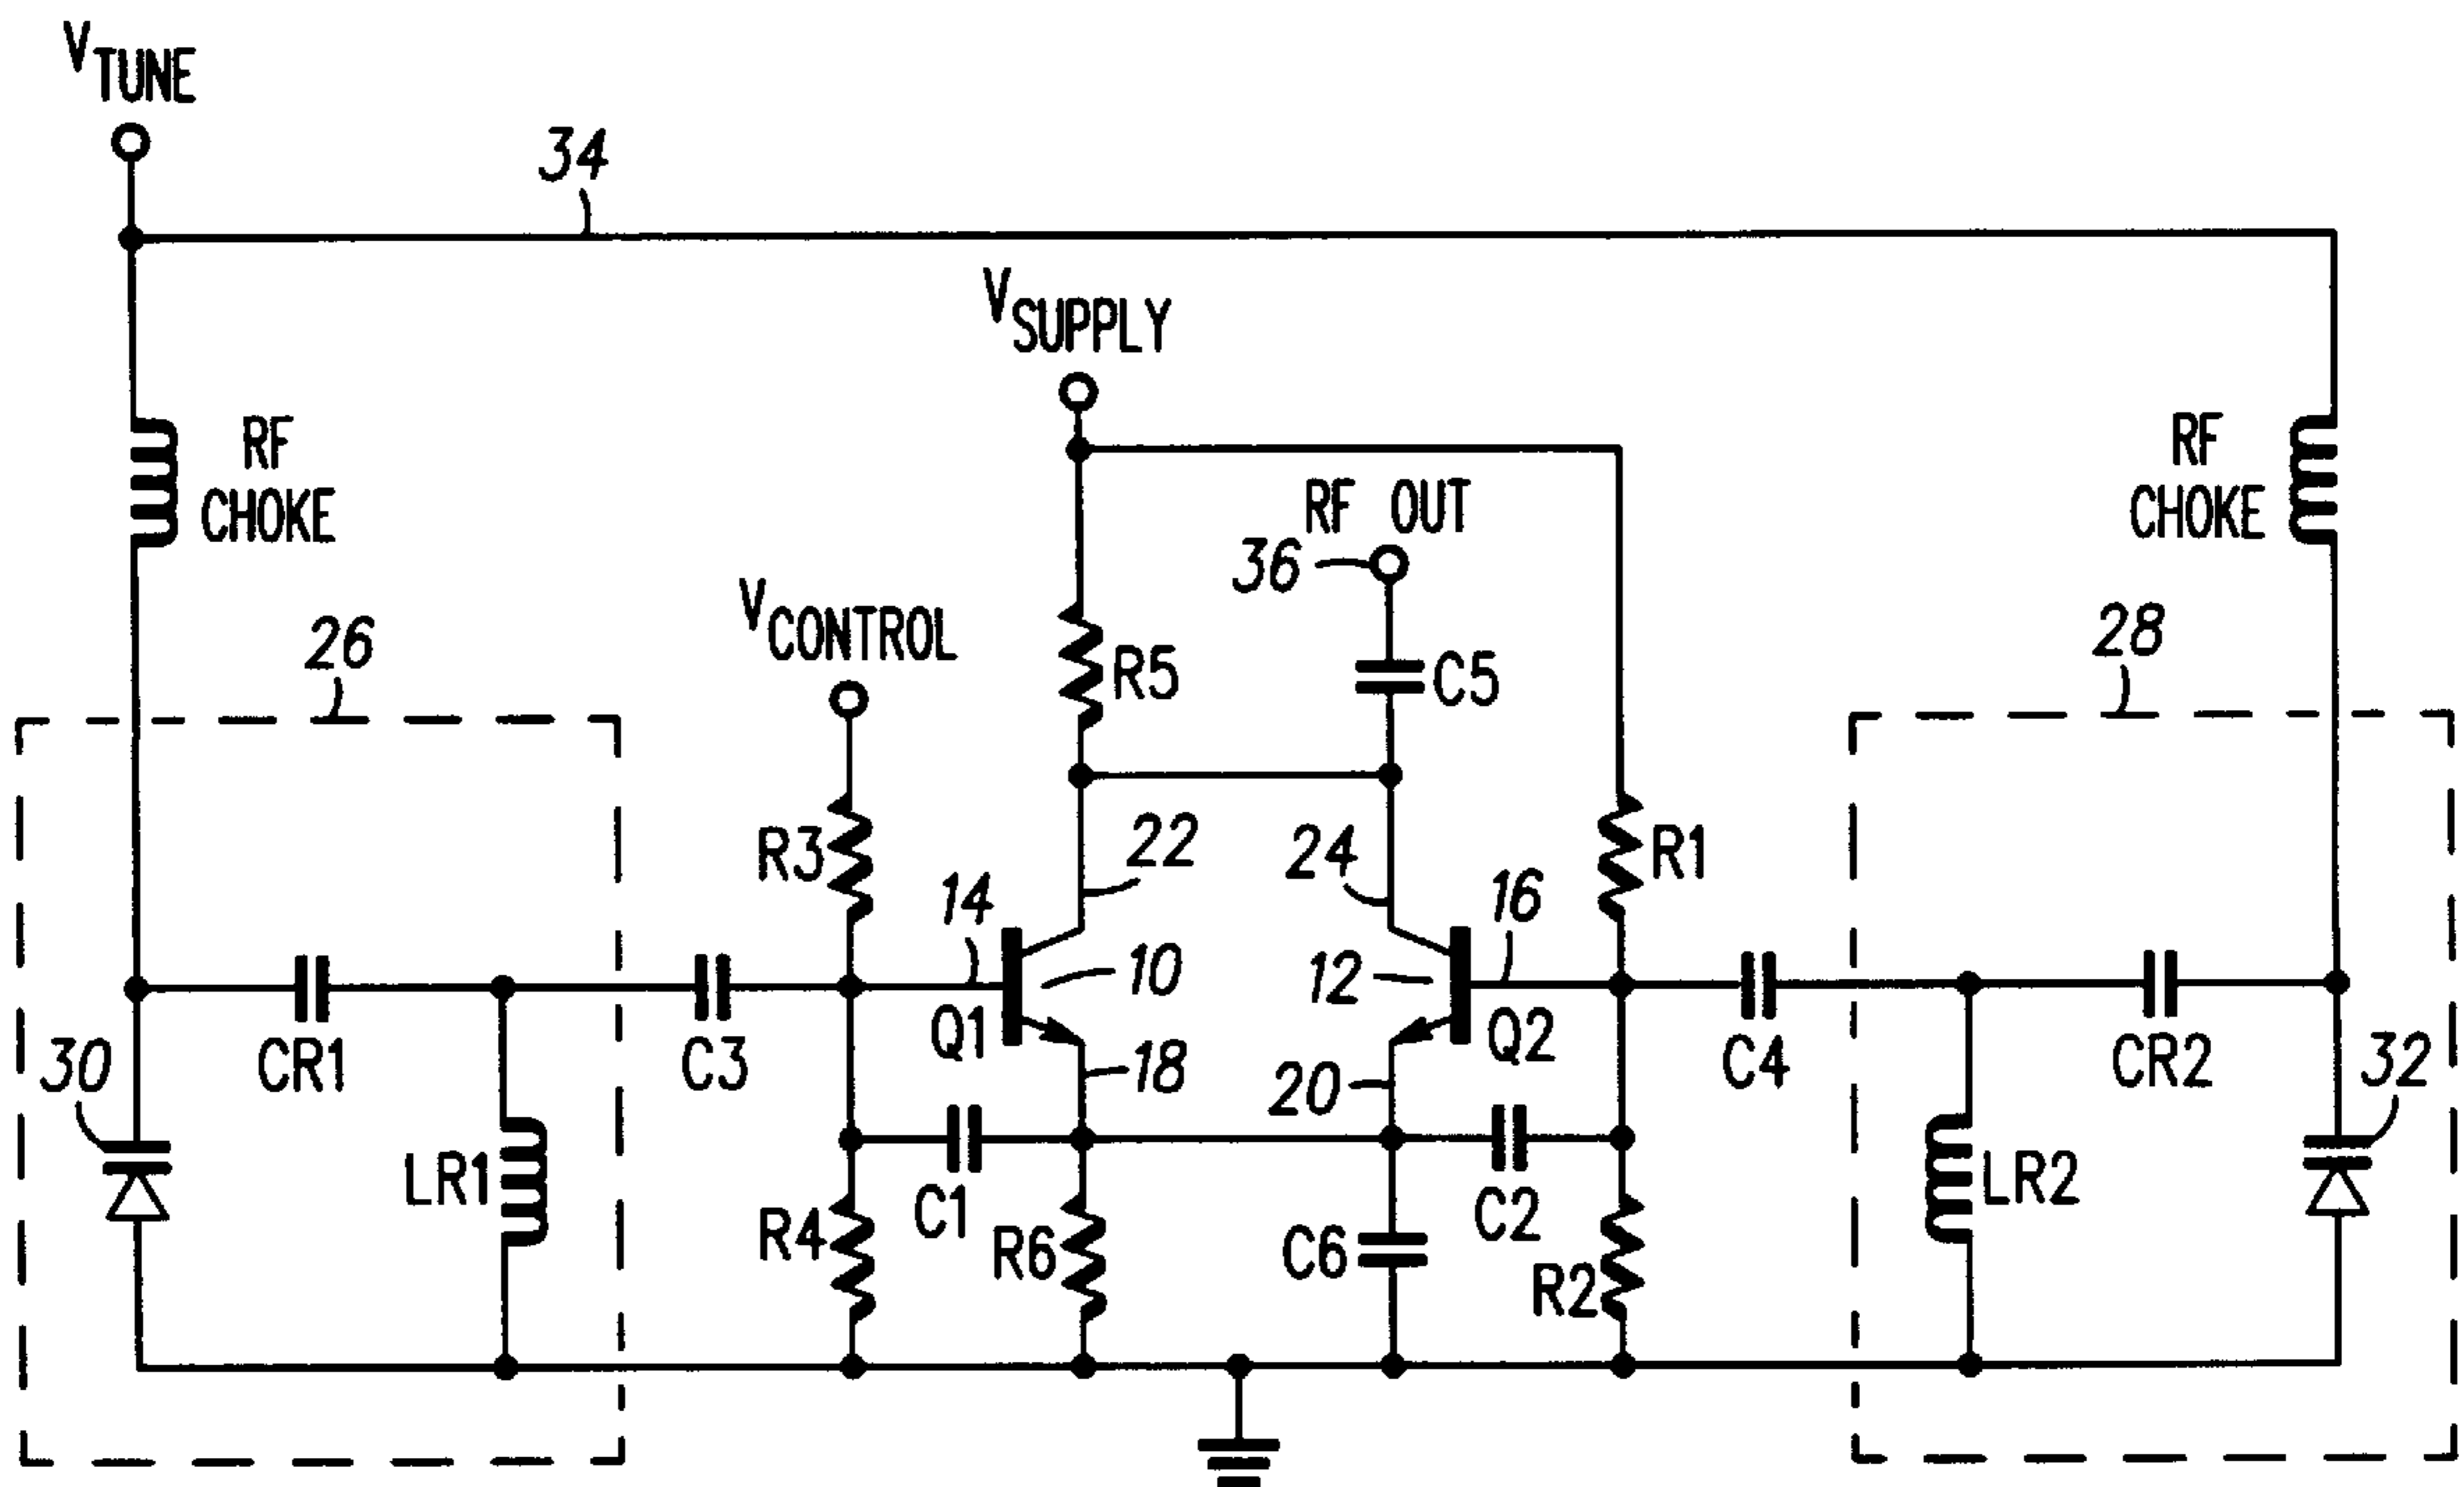 VTUNE
34
VSUPPLY
RF
CHOKE
RF
CHOKE
RF OUT
36
VCONTROL
26
28
R5
C5
R3
22
24
R1
14
16
10
12
Q1
Q2
30
CR1
C3
18
20
C4
CR2
32
LR1
C1
C2
LR2
R4
R6
C6
R2